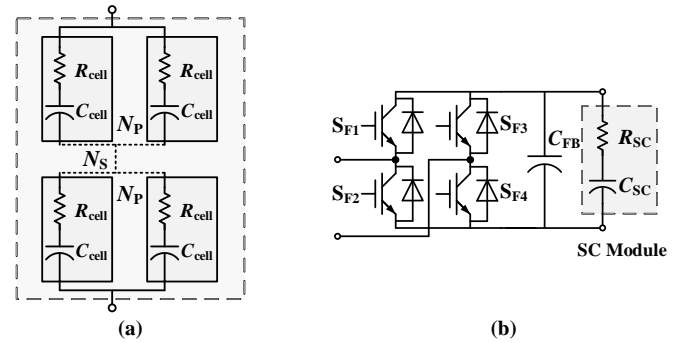 R_cell R_cell
C_cell C_cell
N_P
N_S
N_P
R_cell R_cell
C_cell C_cell
(a)
S_F1 S_F3
C_FB R_SC
S_F2 S_F4 C_SC
SC Module
(b)